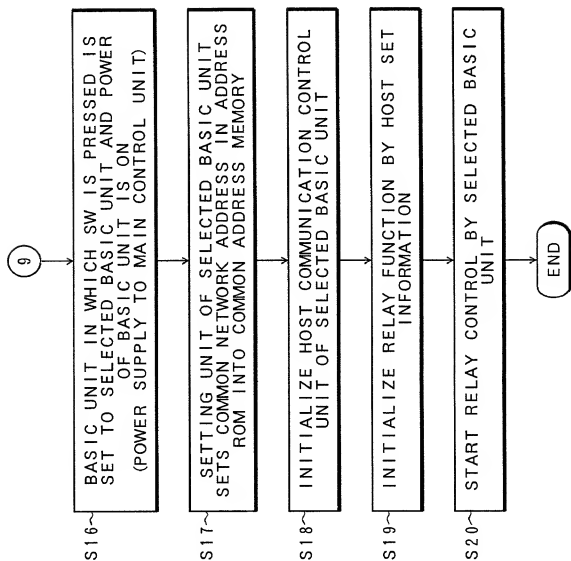 9
S16
BASIC UNIT IN WHICH SW IS PRESSED IS
SET TO SELECTED BASIC UNIT AND POWER
OF BASIC UNIT IS ON
(POWER SUPPLY TO MAIN CONTROL UNIT)
S17
SETTING UNIT OF SELECTED BASIC UNIT
SETS COMMON NETWORK ADDRESS IN ADDRESS
ROM INTO COMMON ADDRESS MEMORY
S18
INITIALIZE HOST COMMUNICATION CONTROL
UNIT OF SELECTED BASIC UNIT
S19
INITIALIZE RELAY FUNCTION BY HOST SET
INFORMATION
S20
START RELAY CONTROL BY SELECTED BASIC
UNIT
END